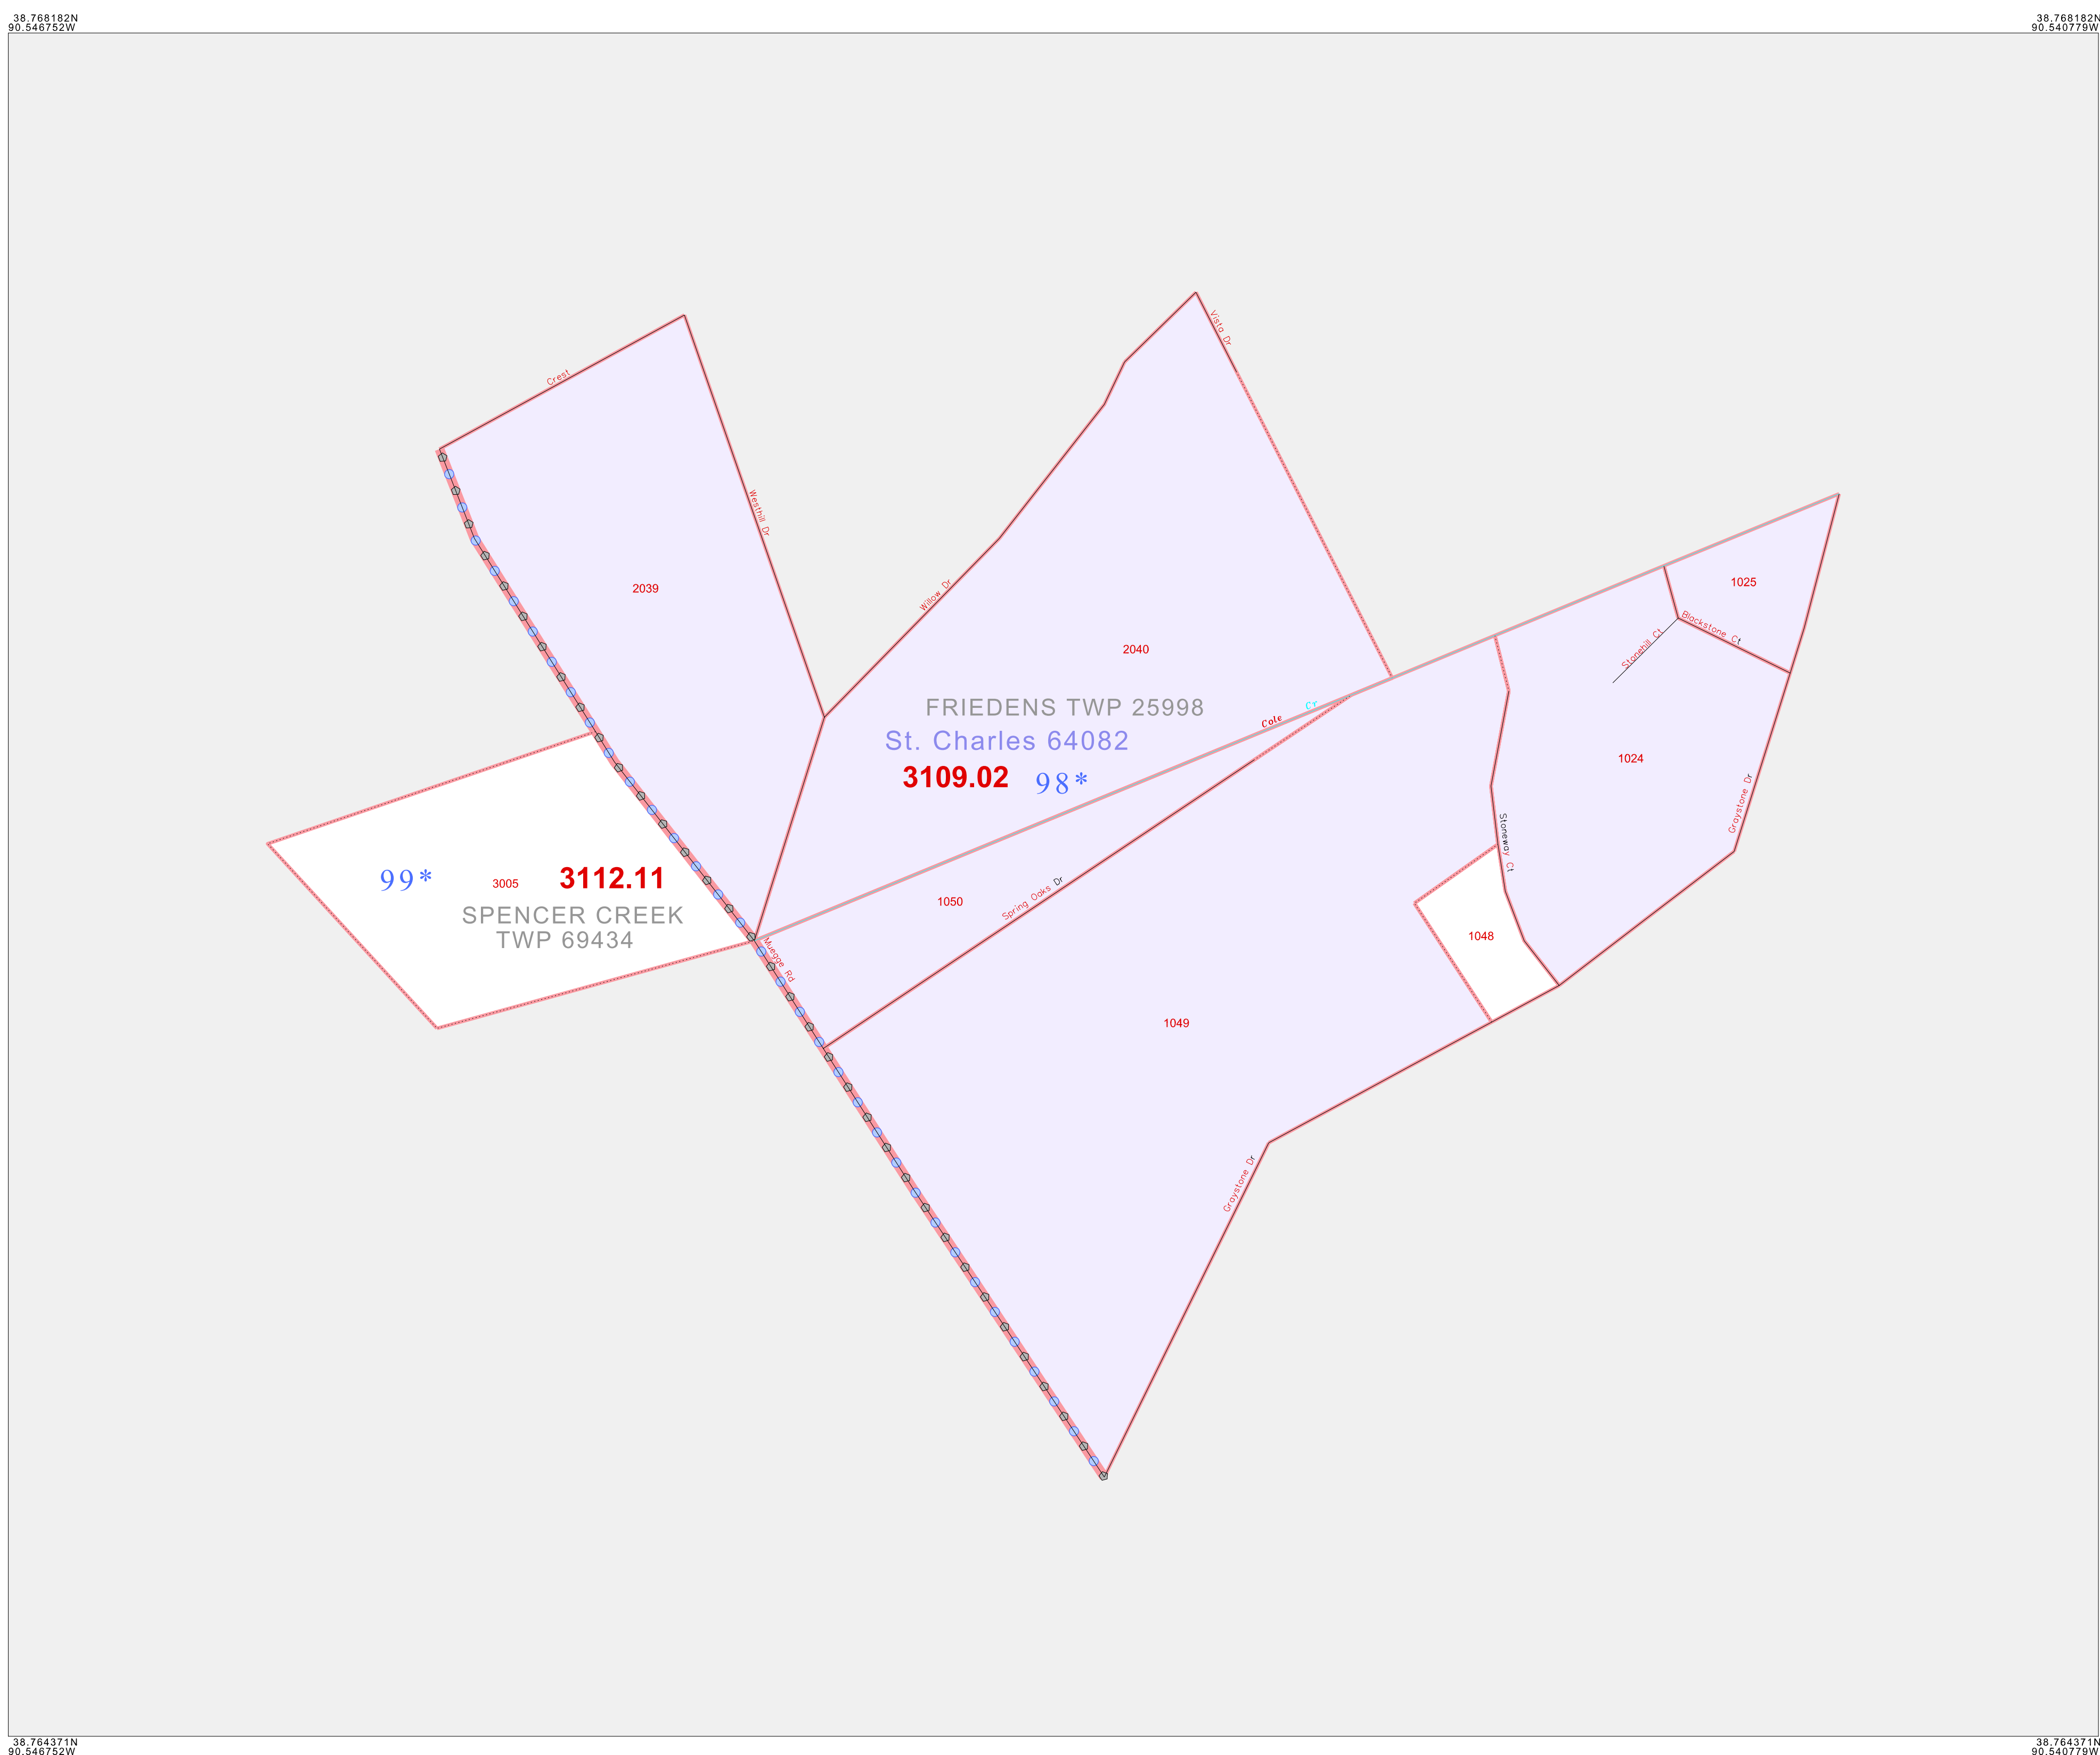 38.768182N
90.546752W
38.768182N
90.540779W
Vista Dr
Crest
Westhill Dr
Willow Dr
2039
1025
Blackstone Ct
Stonehill Ct
2040
FRIEDENS TWP 25998
Cole Cr
St. Charles 64082
3109.02 98*
1024
Graystone Dr
Stoneway Ct
99* 3005 3112.11
SPENCER CREEK
TWP 69434
1050
Spring Oaks Dr
Muegge Rd
1048
1049
Graystone Dr
38.764371N
90.546752W
38.764371N
90.540779W